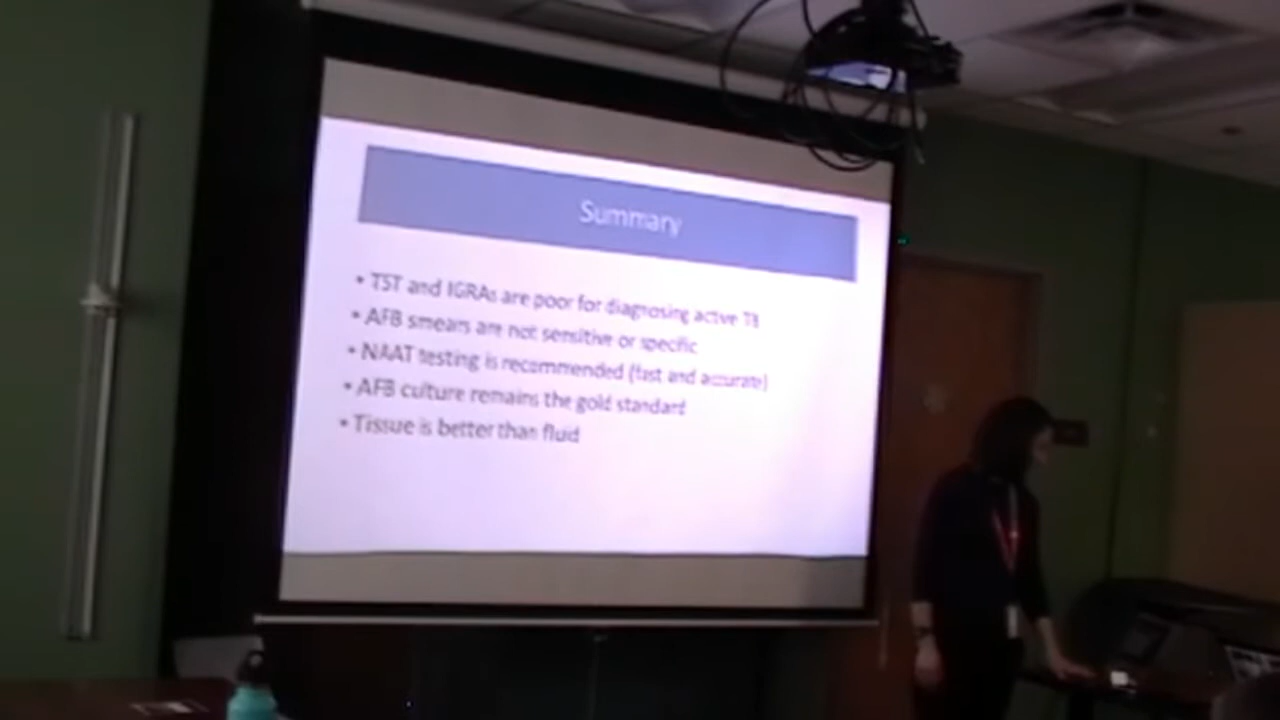 Summary
• TST and IGRAs are poor for diagnosing active TB
• AFB smears are not sensitive or specific
• NAAT testing is recommended (fast and accurate)
• AFB culture remains the gold standard
• Tissue is better than fluid